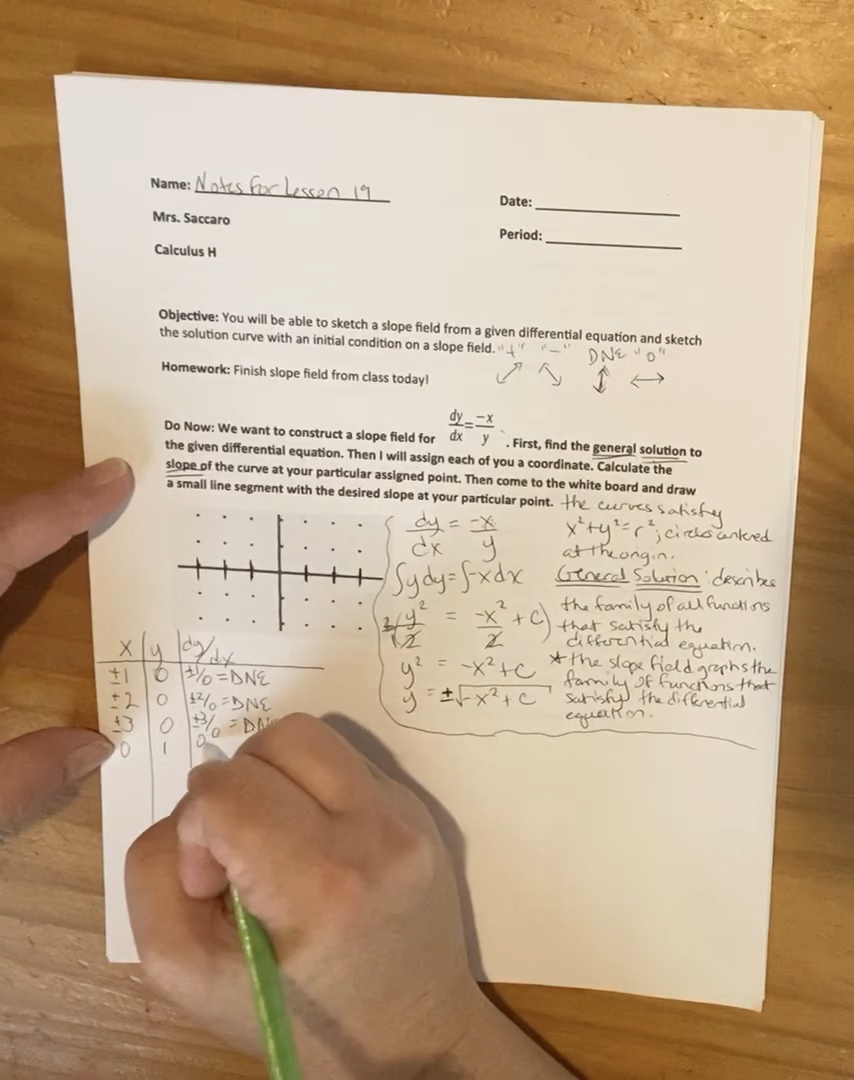 Name: Notes for Lesson 19
Date:
Mrs. Saccaro
Period:
Calculus H
Objective: You will be able to sketch a slope field from a given differential equation and sketch
the solution curve with an initial condition on a slope field. "+" "−" DNE "0"
Homework: Finish slope field from class today!
Do Now: We want to construct a slope field for dy/dx = -x/y . First, find the general solution to
the given differential equation. Then I will assign each of you a coordinate. Calculate the
slope of the curve at your particular assigned point. Then come to the white board and draw
a small line segment with the desired slope at your particular point.
the curves satisfy
x² + y² = r²; circles centered
at the origin.
dy/dx = -x/y
∫ydy = ∫-xdx
2(y²/2 = -x²/2 + C)
y² = -x² + C
y = ±√-x² + C
General Solution: describes
the family of all functions
that satisfy the
differential equation.
* the slope field graphs the
family of functions that
satisfy the differential
equation.
x y dy/dx
±1 0 ±1/0 = DNE
±2 0 ±2/0 = DNE
±3 0 ±3/0 = DNE
0 1 0